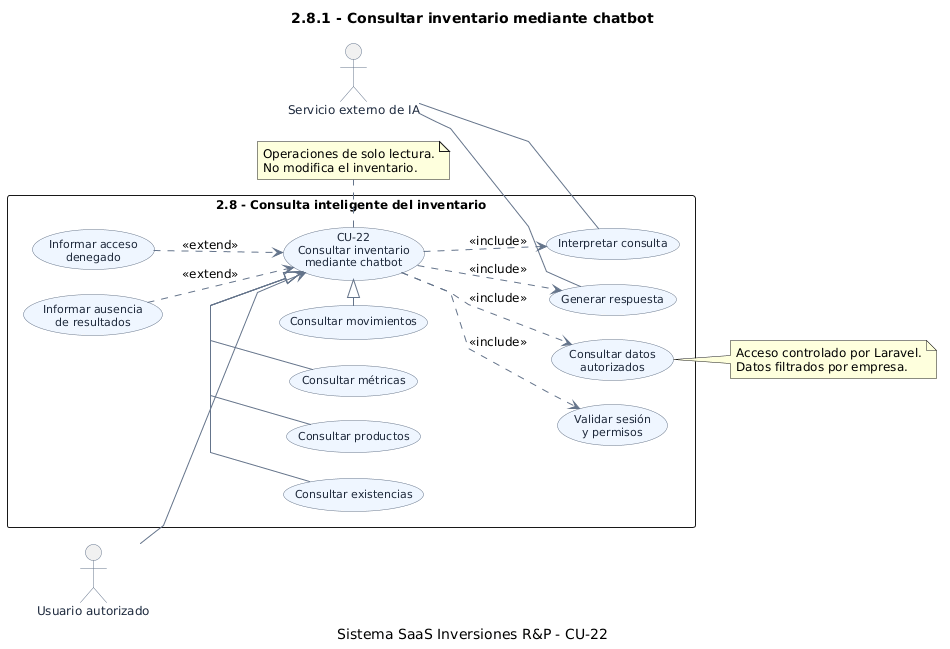 2.8.1 - Consultar inventario mediante chatbot
Servicio externo de IA
Operaciones de solo lectura.
No modifica el inventario.
2.8 - Consulta inteligente del inventario
Informar acceso
denegado
«extend»
CU-22
Consultar inventario
mediante chatbot
«include»
Interpretar consulta
Informar ausencia
de resultados
«extend»
«include»
Generar respuesta
Consultar movimientos
«include»
Consultar datos
autorizados
Acceso controlado por Laravel.
Datos filtrados por empresa.
«include»
Consultar métricas
Validar sesión
y permisos
Consultar productos
Consultar existencias
Usuario autorizado
Sistema SaaS Inversiones R&P - CU-22